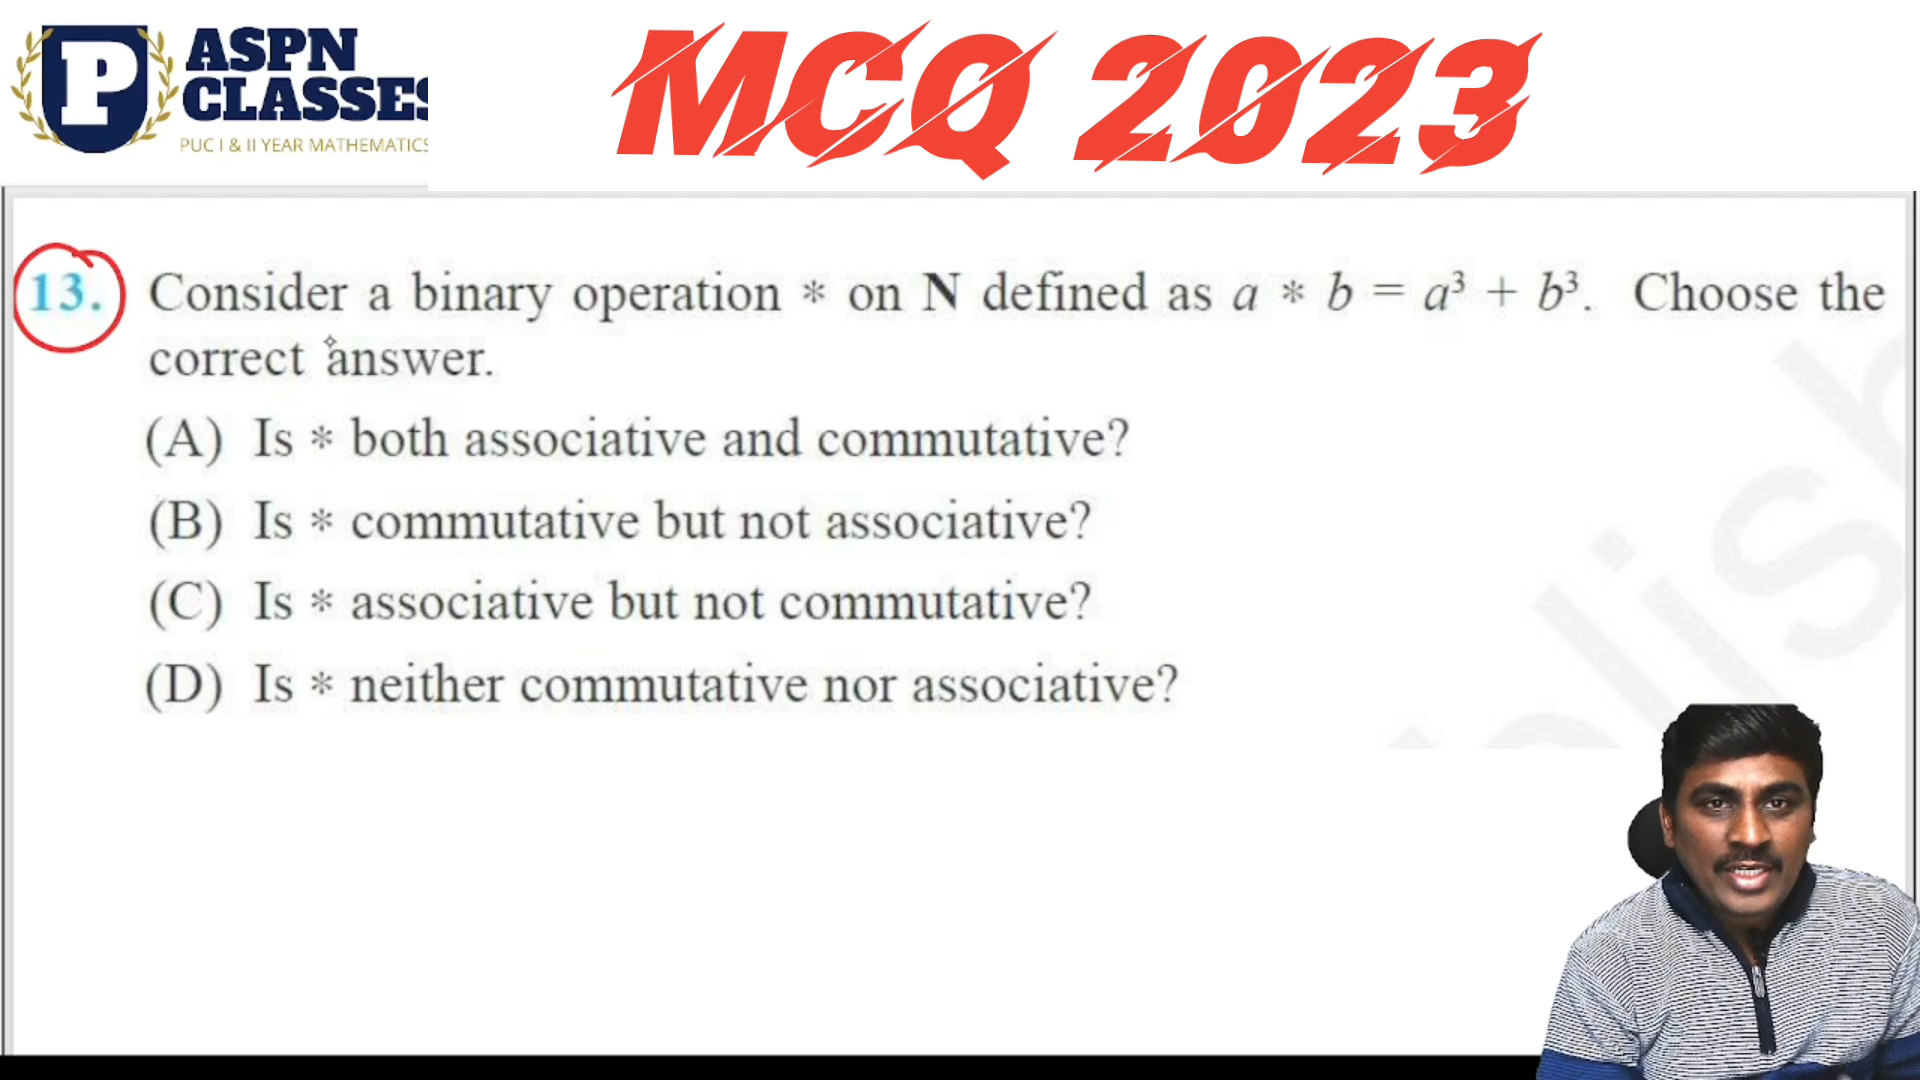 ASPN
CLASSES
PUC I & II YEAR MATHEMATICS
MCQ 2023
13. Consider a binary operation * on N defined as a * b = a³ + b³. Choose the
correct answer.
(A) Is * both associative and commutative?
(B) Is * commutative but not associative?
(C) Is * associative but not commutative?
(D) Is * neither commutative nor associative?